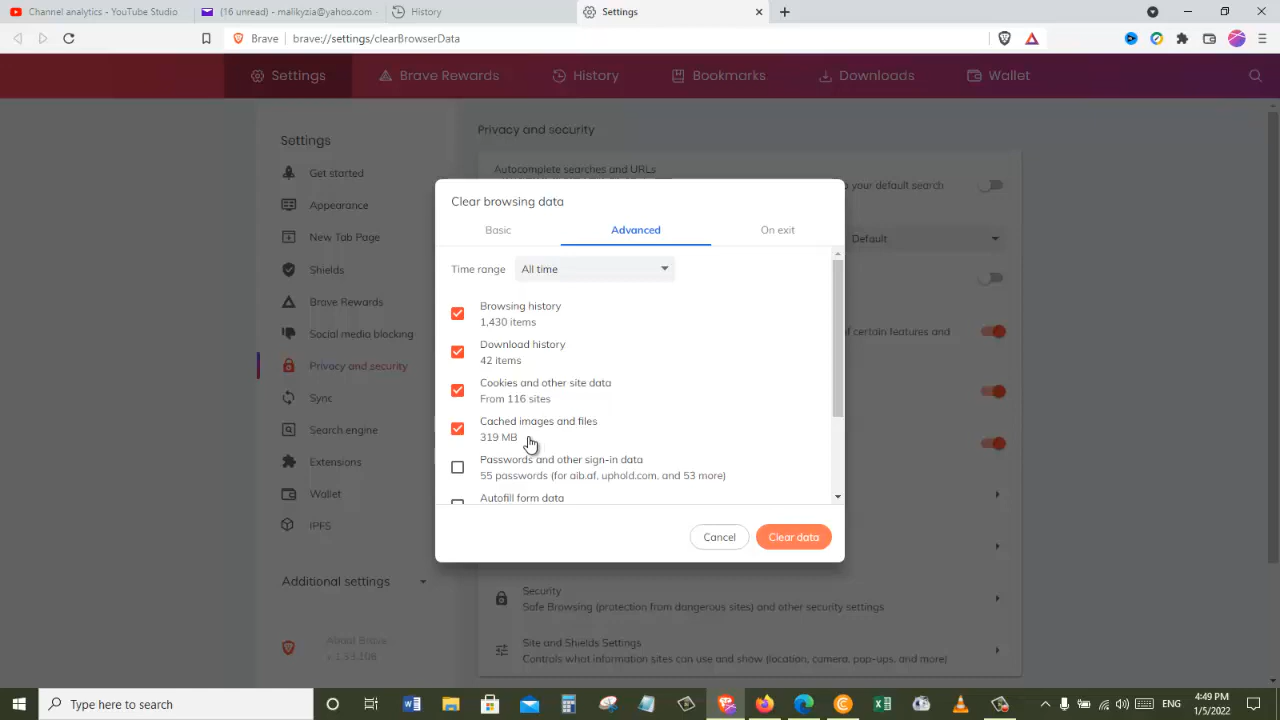 Channel analytics - YouTube Studio
(16 unread) - malikyzia@yahoo.com
History
Settings
Brave
brave://settings/clearBrowserData
Settings
Brave Rewards
History
Bookmarks
Downloads
Wallet
Settings
Get started
Appearance
New Tab Page
Shields
Brave Rewards
Social media blocking
Privacy and security
Sync
Search engine
Extensions
Wallet
IPFS
Additional settings
About Brave
Privacy and security
Autocomplete searches and URLs
your default search
Default
of certain features and
Clear browsing data
Basic
Advanced
On exit
Time range
All time
Browsing history
1,430 items
Download history
42 items
Cookies and other site data
From 116 sites
Cached images and files
319 MB
Passwords and other sign-in data
55 passwords (for aib.af, uphold.com, and 53 more)
Autofill form data
Cancel
Clear data
Security
Safe Browsing (protection from dangerous sites) and other security settings
Site and Shields Settings
Controls what information sites can use and show (location, camera, pop-ups, and more)
Type here to search
ENG
4:49 PM
1/5/2022